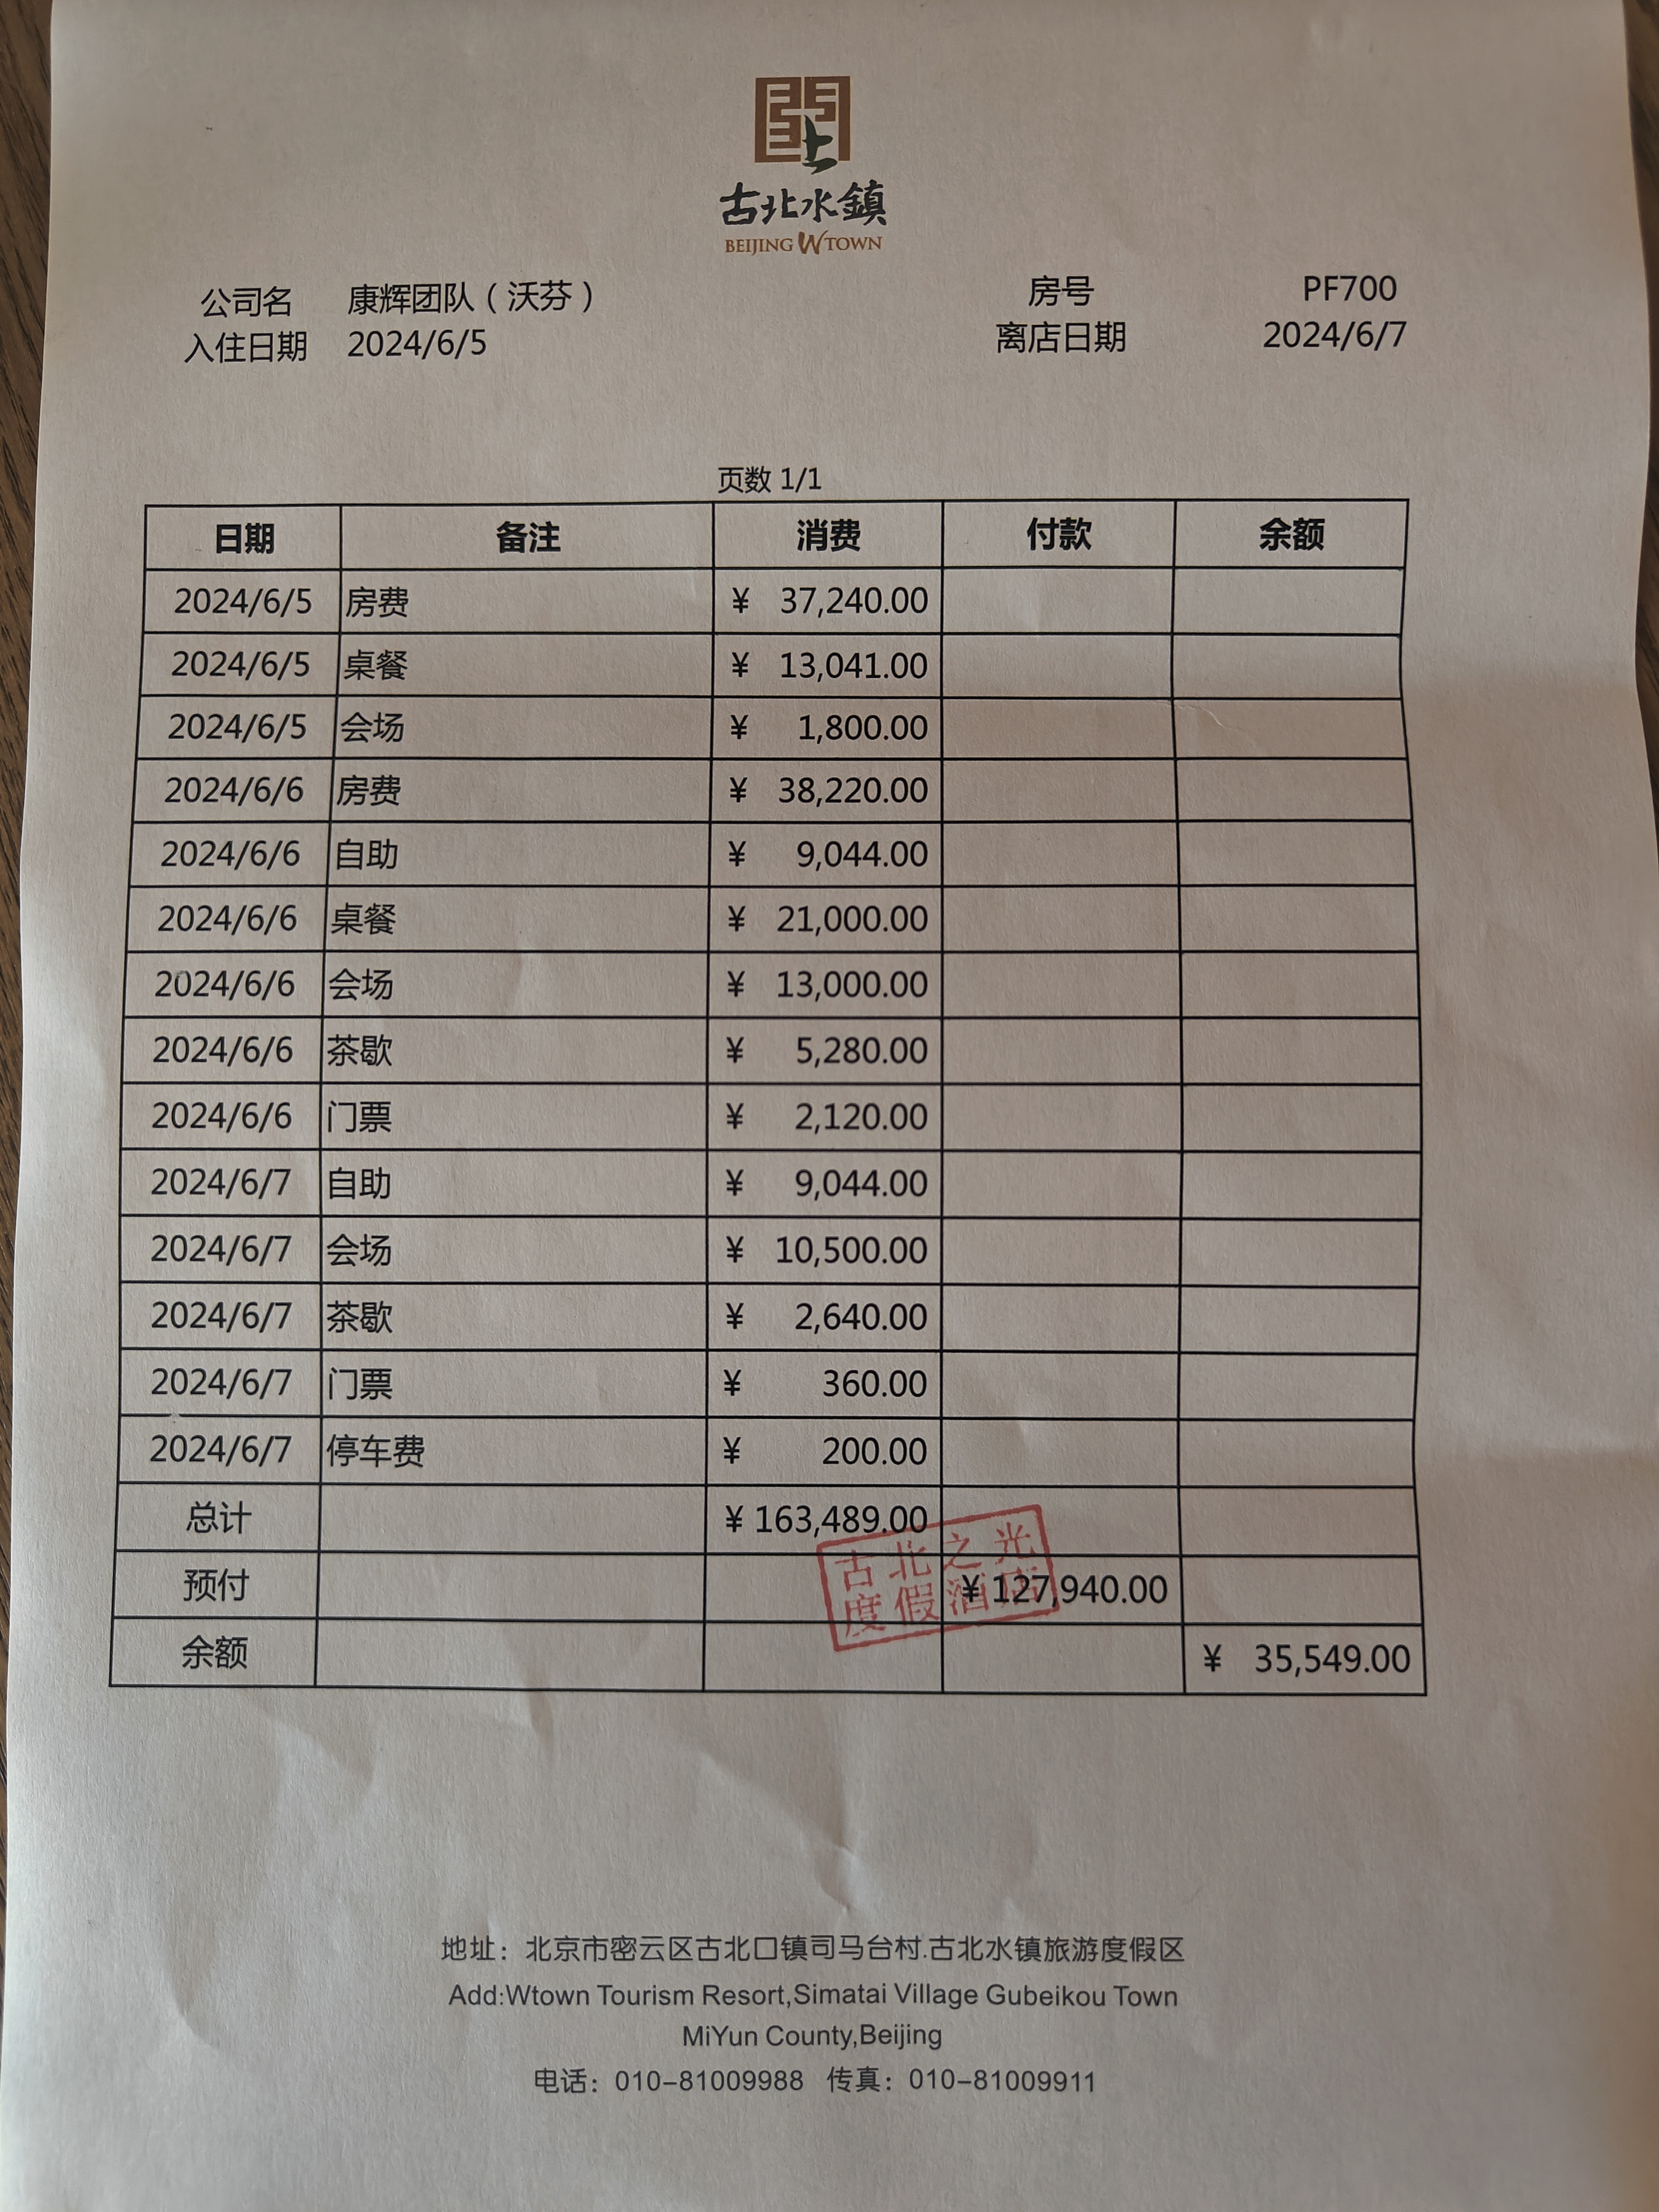 古北水鎮
BEIJING WTOWN
公司名 康辉团队（沃芬） 房号 PF700
入住日期 2024/6/5 离店日期 2024/6/7
页数 1/1
日期 备注 消费 付款 余额
2024/6/5 房费 ¥ 37,240.00
2024/6/5 桌餐 ¥ 13,041.00
2024/6/5 会场 ¥ 1,800.00
2024/6/6 房费 ¥ 38,220.00
2024/6/6 自助 ¥ 9,044.00
2024/6/6 桌餐 ¥ 21,000.00
2024/6/6 会场 ¥ 13,000.00
2024/6/6 茶歇 ¥ 5,280.00
2024/6/6 门票 ¥ 2,120.00
2024/6/7 自助 ¥ 9,044.00
2024/6/7 会场 ¥ 10,500.00
2024/6/7 茶歇 ¥ 2,640.00
2024/6/7 门票 ¥ 360.00
2024/6/7 停车费 ¥ 200.00
总计 ¥ 163,489.00
古北之光
预付 ¥ 127,940.00
度假酒店
余额 ¥ 35,549.00
地址：北京市密云区古北口镇司马台村.古北水镇旅游度假区
Add:Wtown Tourism Resort,Simatai Village Gubeikou Town
MiYun County,Beijing
电话：010-81009988 传真：010-81009911